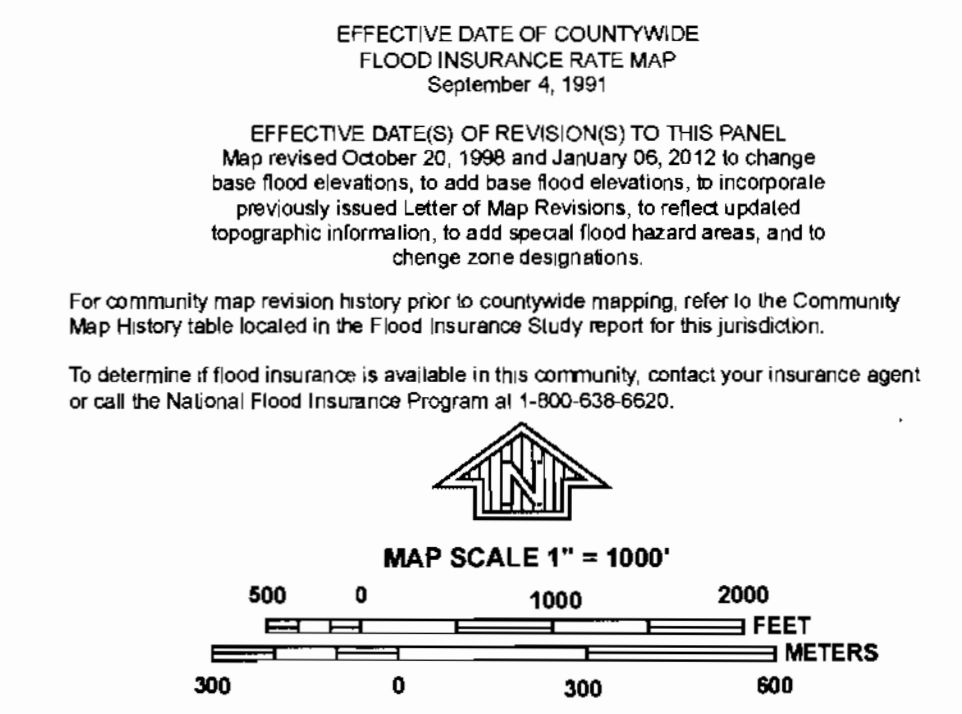 EFFECTIVE DATE OF COUNTYWIDE
FLOOD INSURANCE RATE MAP
September 4, 1991
EFFECTIVE DATE(S) OF REVISION(S) TO THIS PANEL
Map revised October 20, 1998 and January 06, 2012 to change
base flood elevations, to add base flood elevations, to incorporate
previously issued Letter of Map Revisions, to reflect updated
topographic information, to add special flood hazard areas, and to
change zone designations.
For community map revision history prior to countywide mapping, refer to the Community
Map History table located in the Flood Insurance Study report for this jurisdiction.
To determine if flood insurance is available in this community, contact your insurance agent
or call the National Flood Insurance Program at 1-800-638-6620.
N
MAP SCALE 1" = 1000'
500 0 1000 2000
FEET
METERS
300 0 300 600